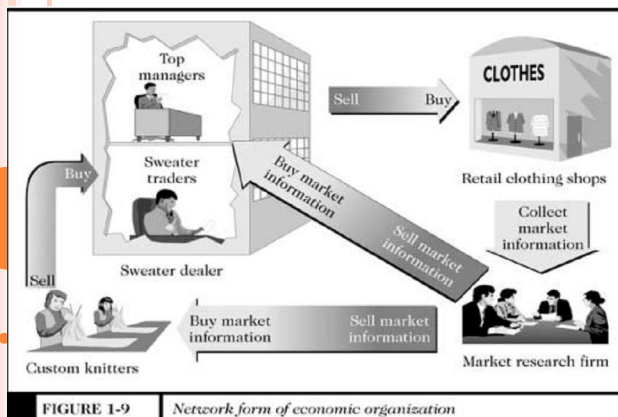 Top
managers
Sweater
traders
Sweater dealer
Sell Buy
CLOTHES
Retail clothing shops
Collect
market
information
Buy market
information
Sell market
information
Buy
Sell
Custom knitters
Buy market
information
Sell market
information
Market research firm
FIGURE 1-9 Network form of economic organization